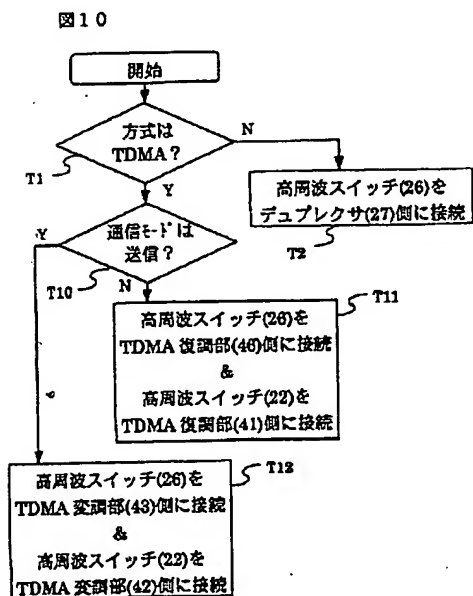 図10
開始
方式は
TDMA？
N
T1
Y
高周波スイッチ(26)を
デュプレクサ(27)側に接続
T2
通信モードは
送信？
Y
T10
N
T11
高周波スイッチ(26)を
TDMA 復調部(46)側に接続
&
高周波スイッチ(22)を
TDMA 復調部(41)側に接続
T12
高周波スイッチ(26)を
TDMA 変調部(43)側に接続
&
高周波スイッチ(22)を
TDMA 変調部(42)側に接続